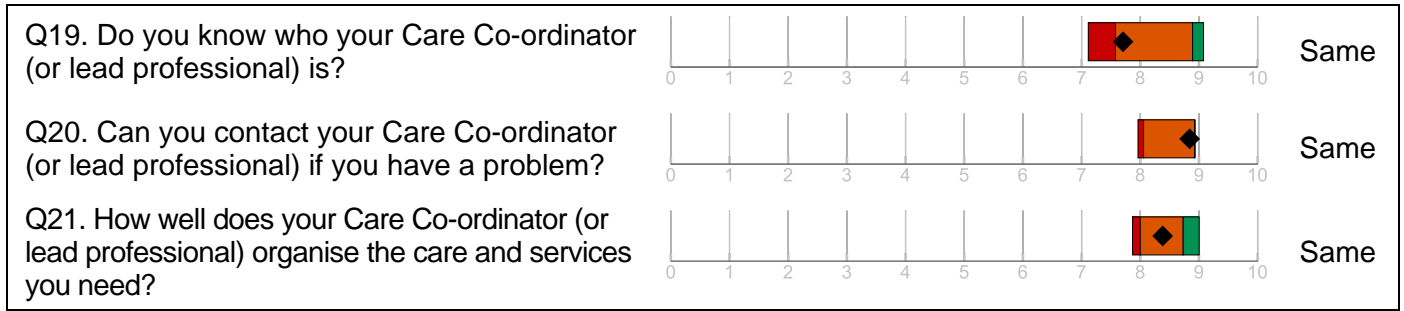 Q19. Do you know who your Care Co-ordinator
(or lead professional) is?
0 1 2 3 4 5 6 7 8 9 10
Same
Q20. Can you contact your Care Co-ordinator
(or lead professional) if you have a problem?
0 1 2 3 4 5 6 7 8 9 10
Same
Q21. How well does your Care Co-ordinator (or
lead professional) organise the care and services
you need?
0 1 2 3 4 5 6 7 8 9 10
Same